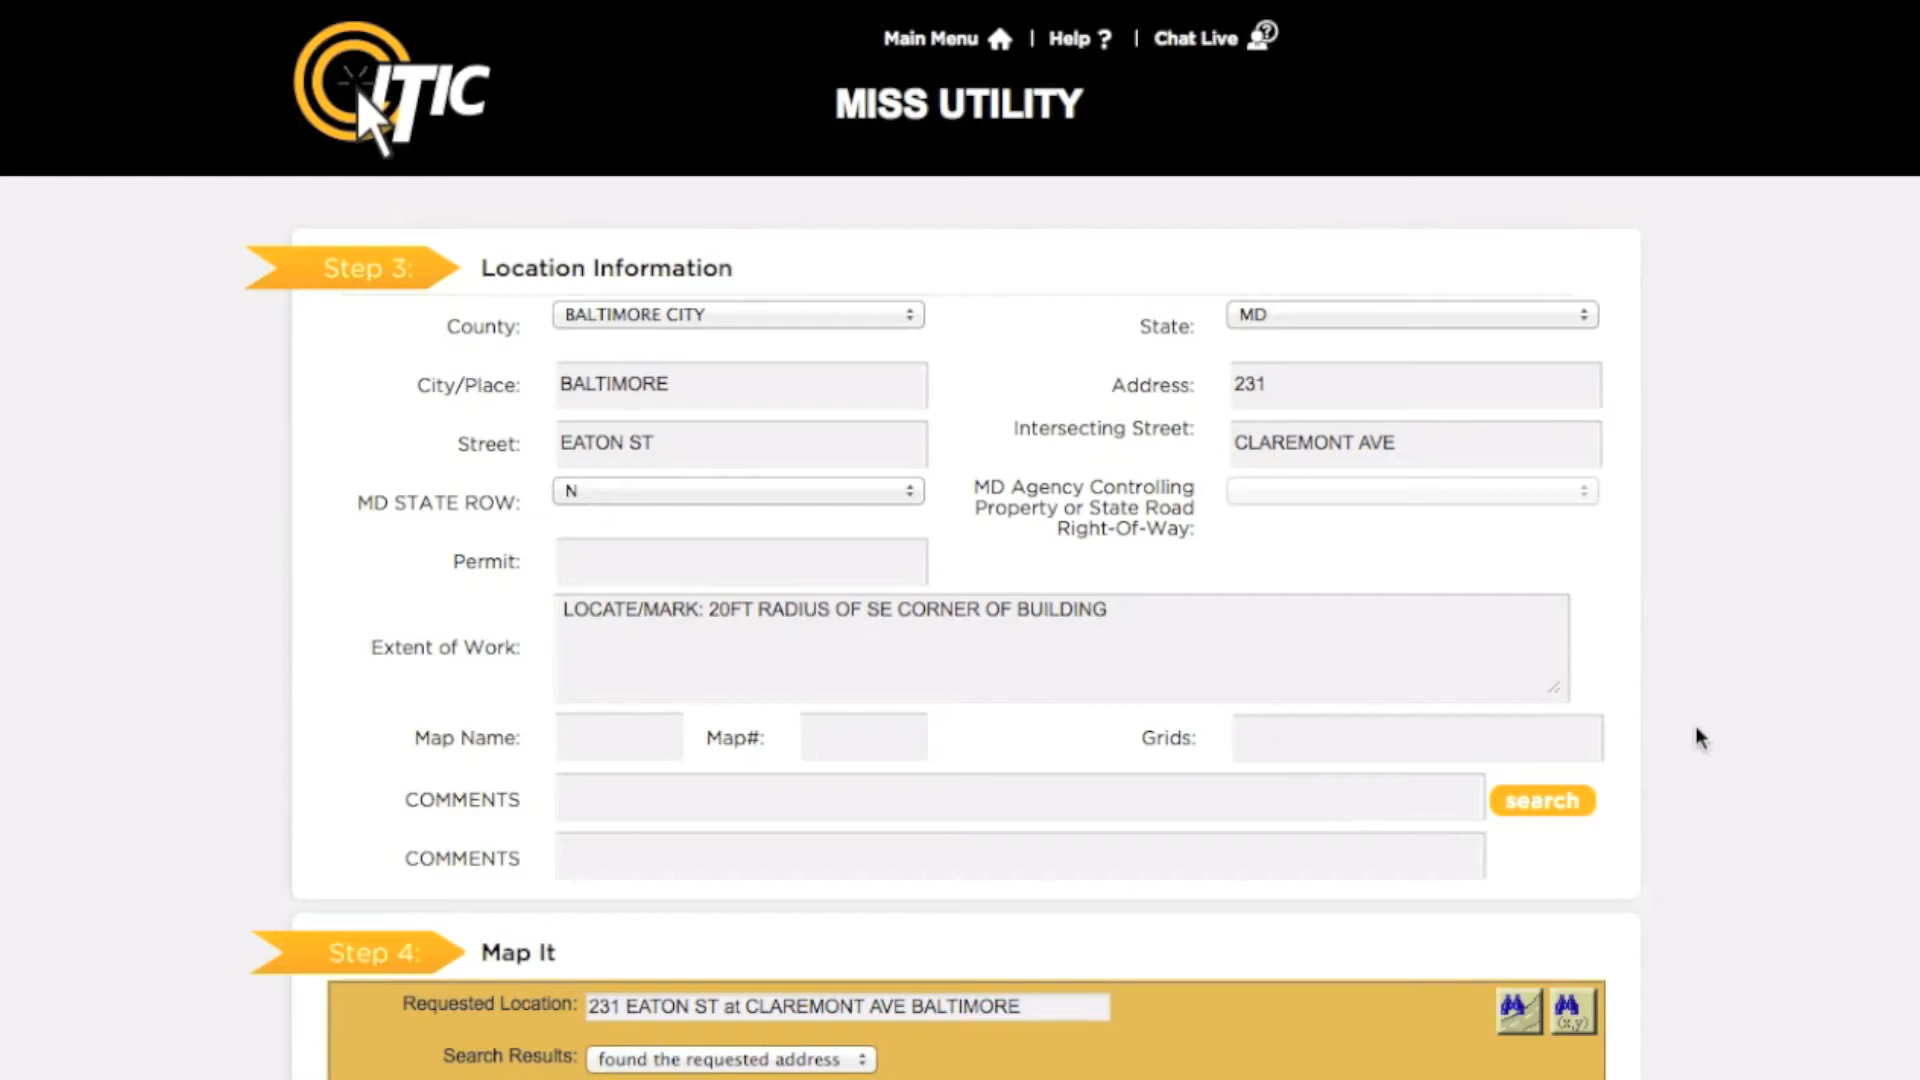 ITIC
Main Menu | Help ? | Chat Live
MISS UTILITY
Step 3: Location Information
County: BALTIMORE CITY State: MD
City/Place: BALTIMORE Address: 231
Street: EATON ST Intersecting Street: CLAREMONT AVE
MD STATE ROW: N MD Agency Controlling
Property or State Road
Right-Of-Way:
Permit:
Extent of Work: LOCATE/MARK: 20FT RADIUS OF SE CORNER OF BUILDING
Map Name: Map#: Grids:
COMMENTS search
COMMENTS
Step 4: Map It
Requested Location: 231 EATON ST at CLAREMONT AVE BALTIMORE
(x,y)
Search Results: found the requested address